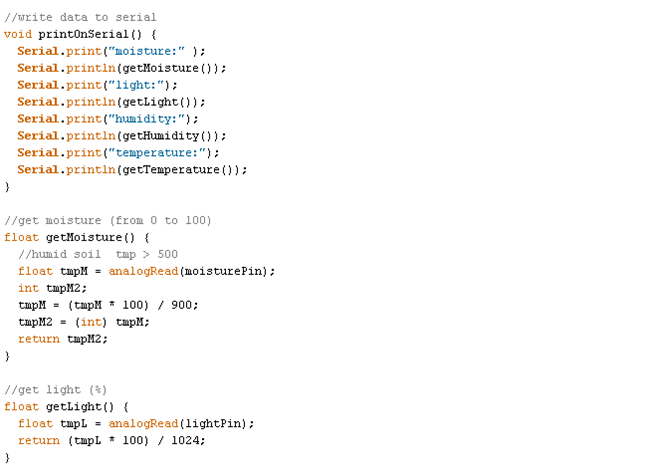 //write data to serial
void printOnSerial() {
  Serial.print("moisture:" );
  Serial.println(getMoisture());
  Serial.print("light:");
  Serial.println(getLight());
  Serial.print("humidity:");
  Serial.println(getHumidity());
  Serial.print("temperature:");
  Serial.println(getTemperature());
}

//get moisture (from 0 to 100)
float getMoisture() {
  //humid soil  tmp > 500
  float tmpM = analogRead(moisturePin);
  int tmpM2;
  tmpM = (tmpM * 100) / 900;
  tmpM2 = (int) tmpM;
  return tmpM2;
}

//get light (%)
float getLight() {
  float tmpL = analogRead(lightPin);
  return (tmpL * 100) / 1024;
}